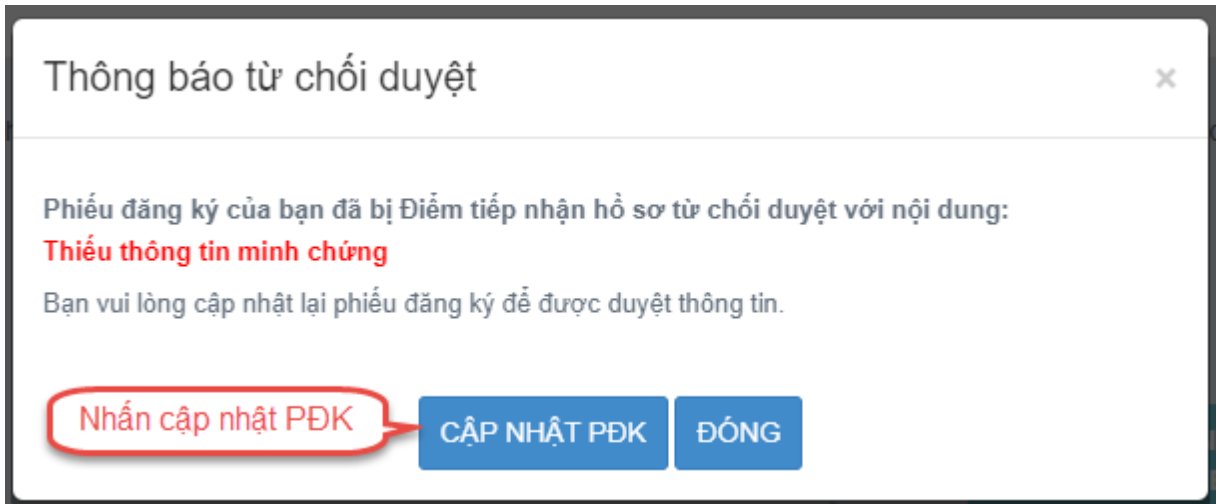 Thông báo từ chối duyệt
×
Phiếu đăng ký của bạn đã bị Điểm tiếp nhận hồ sơ từ chối duyệt với nội dung:
Thiếu thông tin minh chứng
Bạn vui lòng cập nhật lại phiếu đăng ký để được duyệt thông tin.
Nhấn cập nhật PĐK
CẬP NHẬT PĐK
ĐÓNG